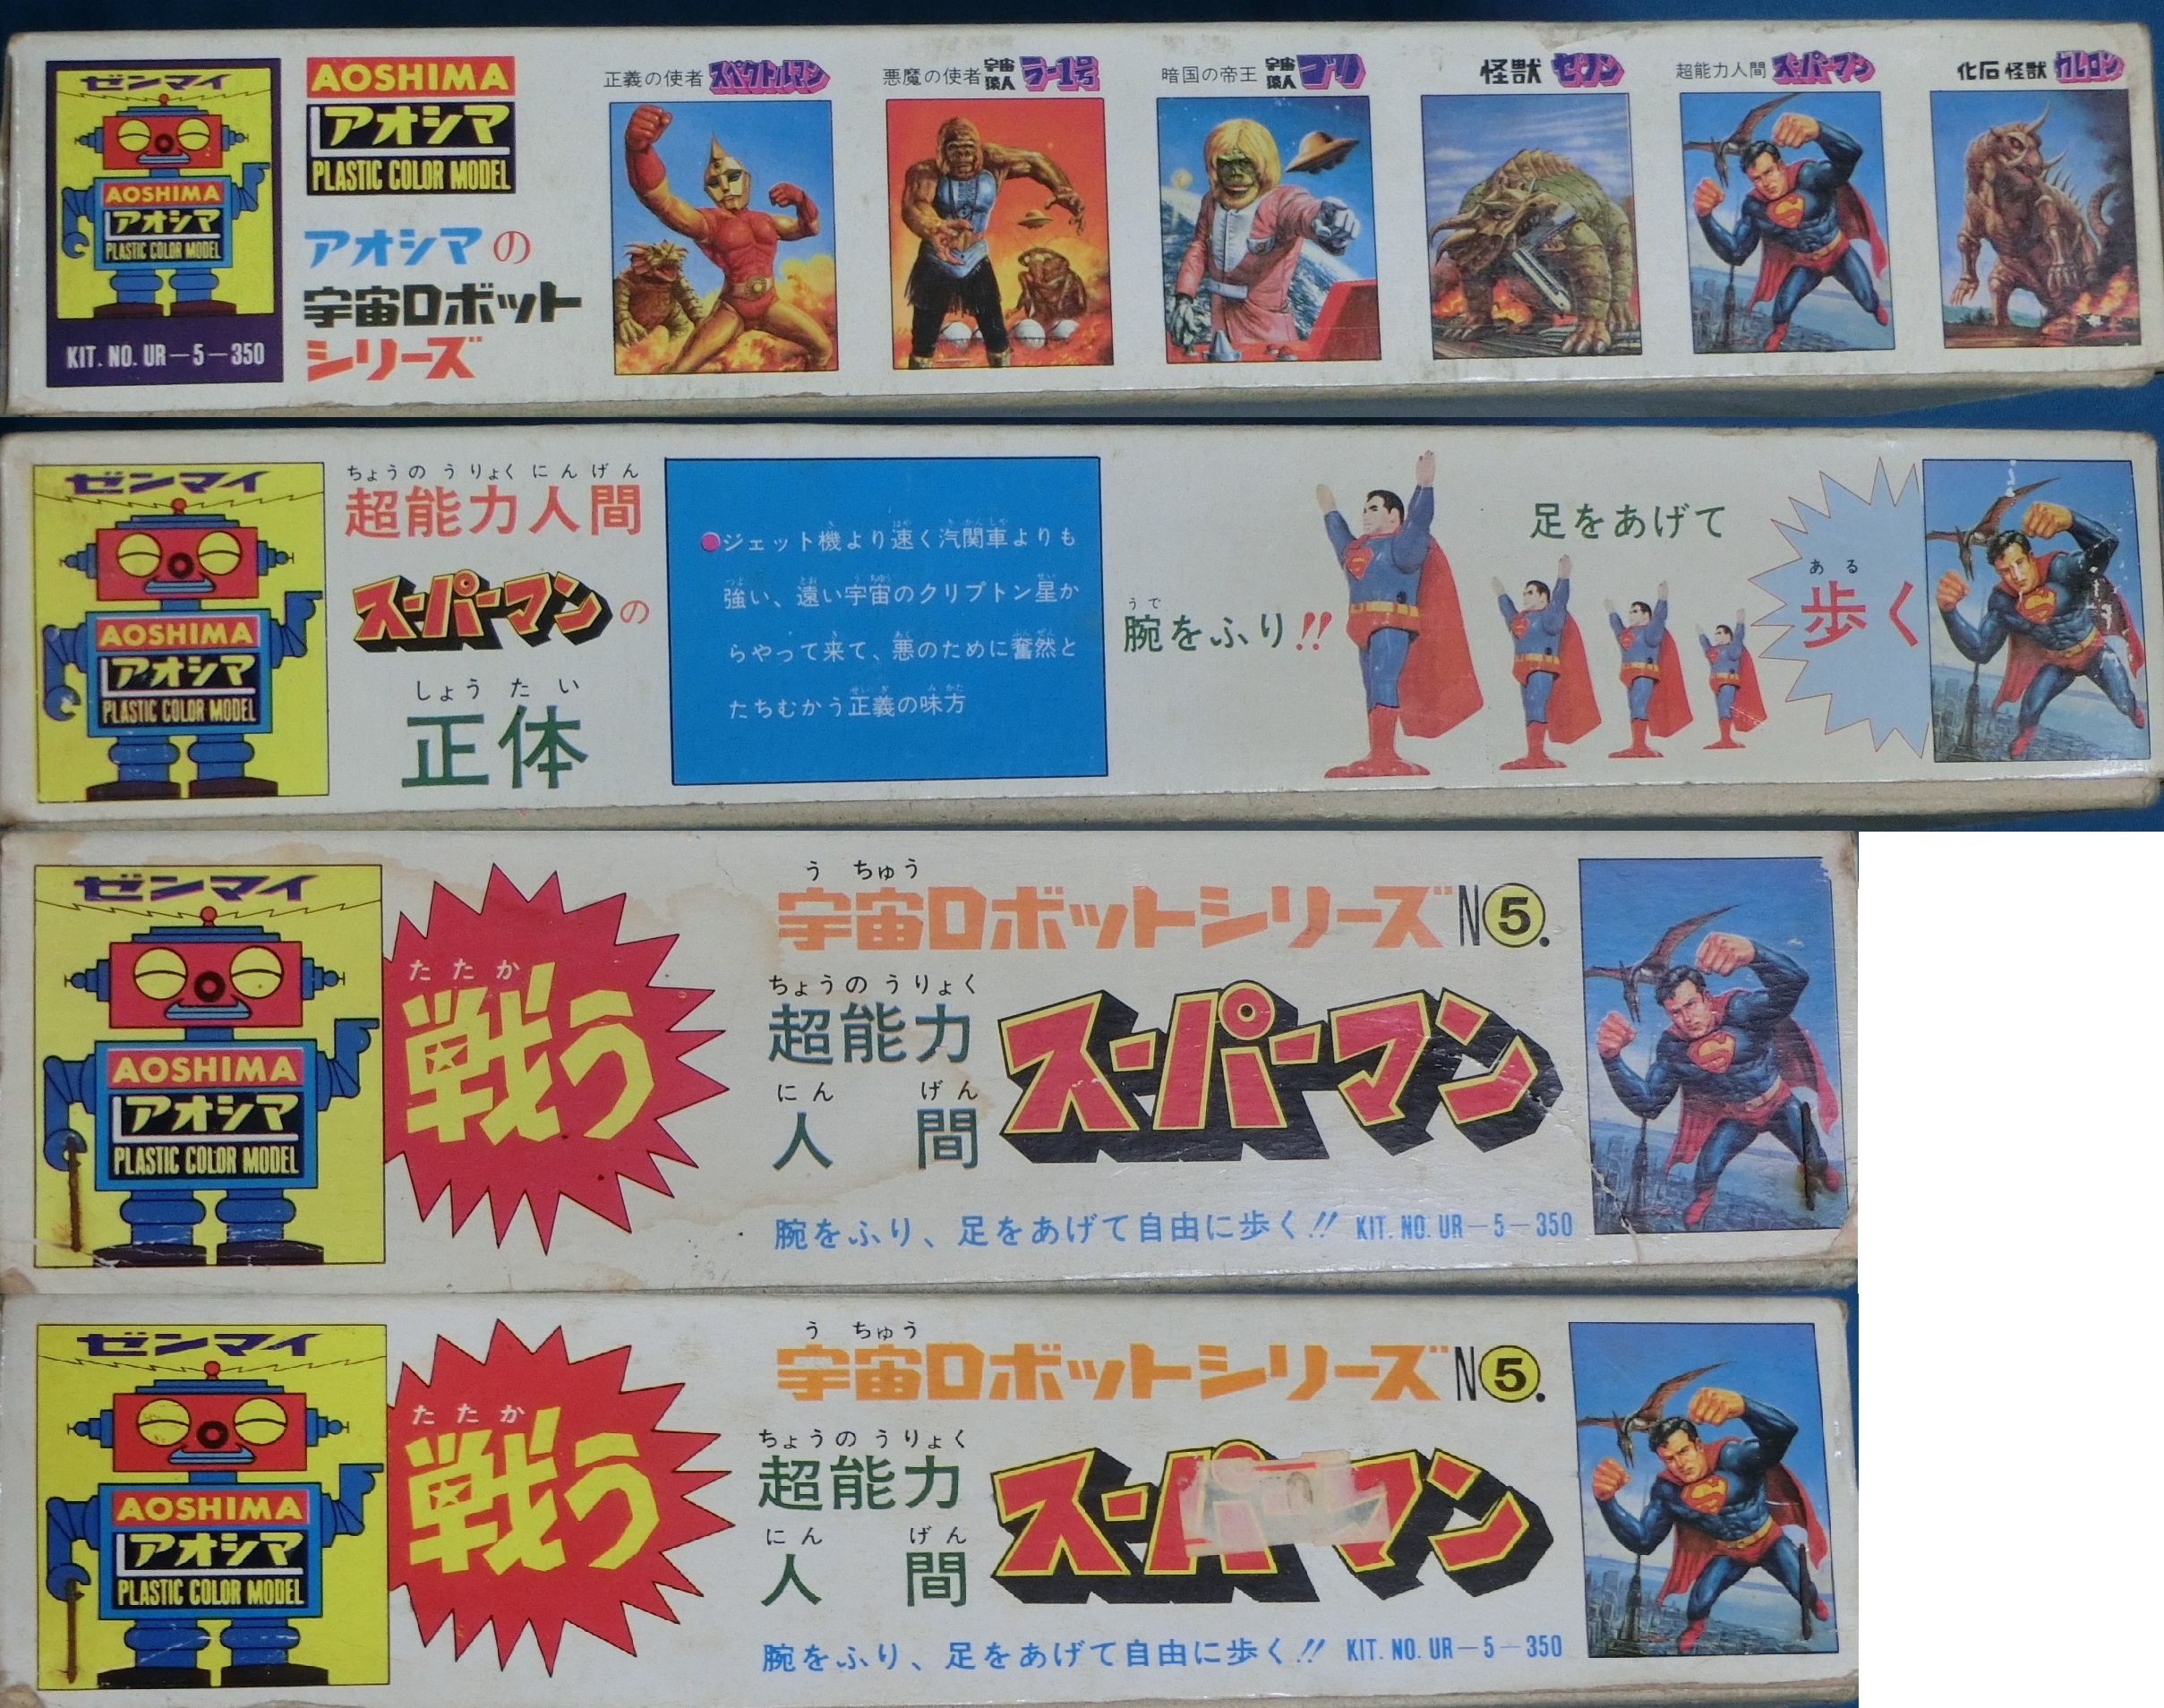 ゼンマイ
AOSHIMA
アオシマ
PLASTIC COLOR MODEL
KIT. NO. UR－5－350
AOSHIMA
アオシマ
PLASTIC COLOR MODEL
アオシマの
宇宙ロボット
シリーズ
正義の使者 スペクトルマン
悪魔の使者 宇宙猿人 ラー1号
暗国の帝王 宇宙猿人 ゴリ
怪獣 ゼロン
超能力人間 スーパーマン
化石怪獣 ガレロン
ゼンマイ
AOSHIMA
アオシマ
PLASTIC COLOR MODEL
ちょうのうりょくにんげん
超能力人間
スーパーマンの
しょうたい
正体
●ジェット機より速く汽関車よりも
強い、遠い宇宙のクリプトン星か
らやって来て、悪のために奮然と
たちむかう正義の味方
うで
腕をふり!!
足をあげて
ある
歩く
ゼンマイ
AOSHIMA
アオシマ
PLASTIC COLOR MODEL
たたか
戦う
うちゅう
宇宙ロボットシリーズ N⑤.
ちょうのうりょく
超能力
にんげん
人間
スーパーマン
腕をふり、足をあげて自由に歩く!! KIT. NO. UR－5－350
ゼンマイ
AOSHIMA
アオシマ
PLASTIC COLOR MODEL
たたか
戦う
うちゅう
宇宙ロボットシリーズ N⑤.
ちょうのうりょく
超能力
にんげん
人間
スーパーマン
腕をふり、足をあげて自由に歩く!! KIT. NO. UR－5－350